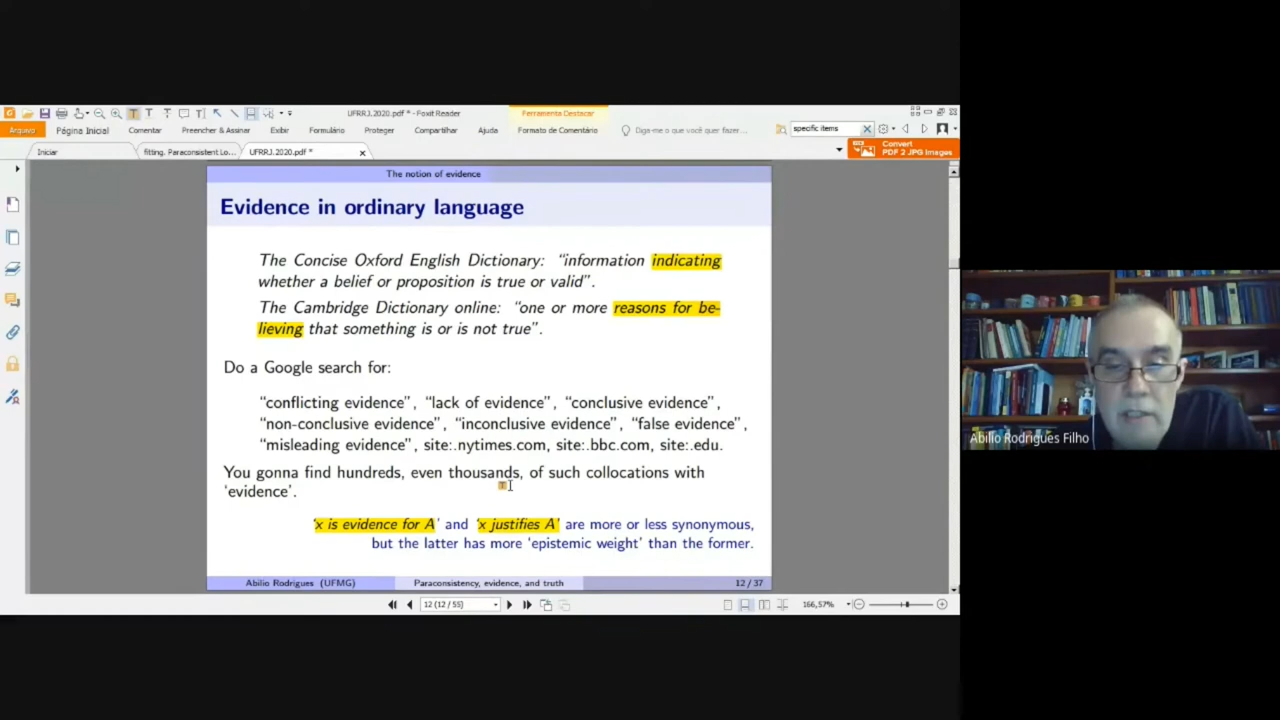 UFRRJ.2020.pdf * - Foxit Reader
Ferramenta Destacar
Arquivo
Página Inicial
Comentar
Preencher & Assinar
Exibir
Formulário
Proteger
Compartilhar
Ajuda
Formato de Comentário
Diga-me o que você quer fazer...
specific items
Iniciar
fitting. Paraconsistent Lo...
UFRRJ.2020.pdf *
Convert
PDF 2 JPG Images
The notion of evidence
Evidence in ordinary language
The Concise Oxford English Dictionary: “information indicating
whether a belief or proposition is true or valid”.
The Cambridge Dictionary online: “one or more reasons for be-
lieving that something is or is not true”.
Do a Google search for:
“conflicting evidence”, “lack of evidence”, “conclusive evidence”,
“non-conclusive evidence”, “inconclusive evidence”, “false evidence”,
“misleading evidence”, site:.nytimes.com, site:.bbc.com, site:.edu.
You gonna find hundreds, even thousands, of such collocations with
‘evidence’.
‘x is evidence for A’ and ‘x justifies A’ are more or less synonymous,
but the latter has more ‘epistemic weight’ than the former.
Abilio Rodrigues (UFMG)
Paraconsistency, evidence, and truth
12 / 37
12 (12 / 55)
166,57%
Abilio Rodrigues Filho